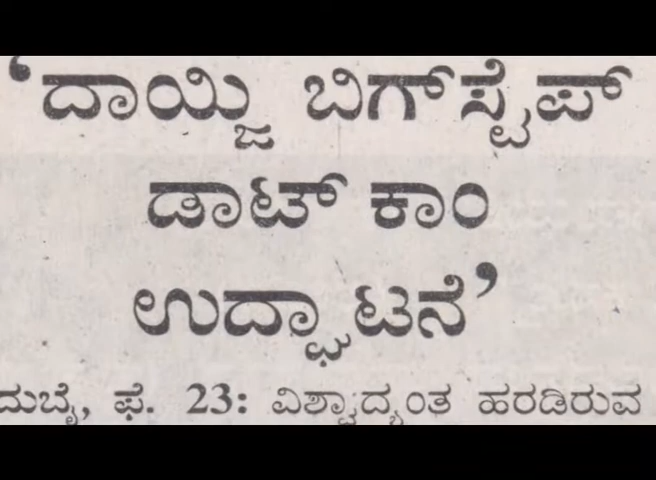 ‘ದಾಯ್ಜಿ ಬಿಗ್‌ಸ್ಟೆಪ್
ಡಾಟ್ ಕಾಂ
ಉದ್ಘಾಟನೆ’
ದುಬೈ, ಫೆ. 23: ವಿಶ್ವಾದ್ಯಂತ ಹರಡಿರುವ